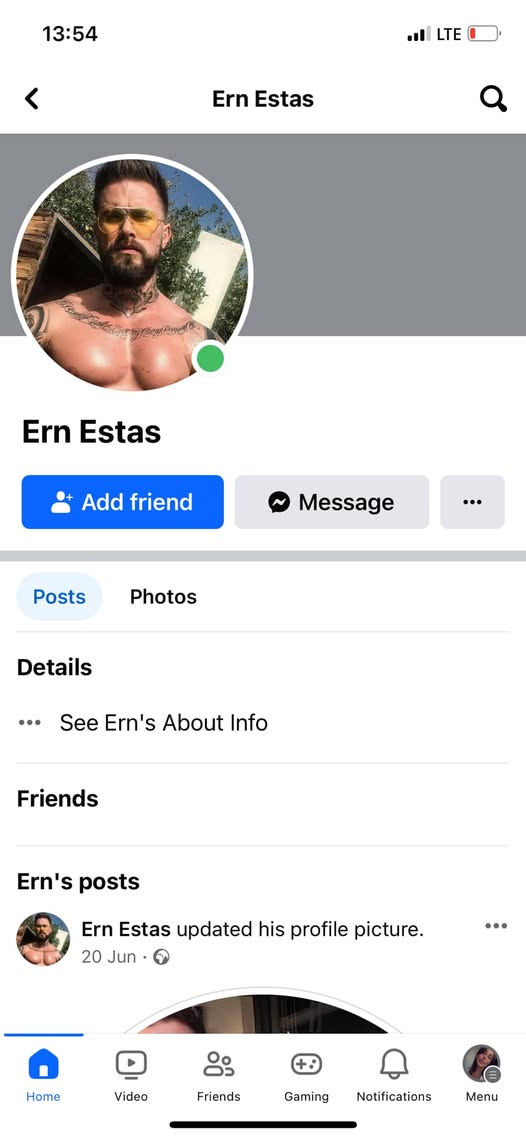 13:54
LTE
Ern Estas
Ern Estas
Add friend
Message
Posts
Photos
Details
See Ern's About Info
Friends
Ern's posts
Ern Estas updated his profile picture.
20 Jun ·
Home
Video
Friends
Gaming
Notifications
Menu